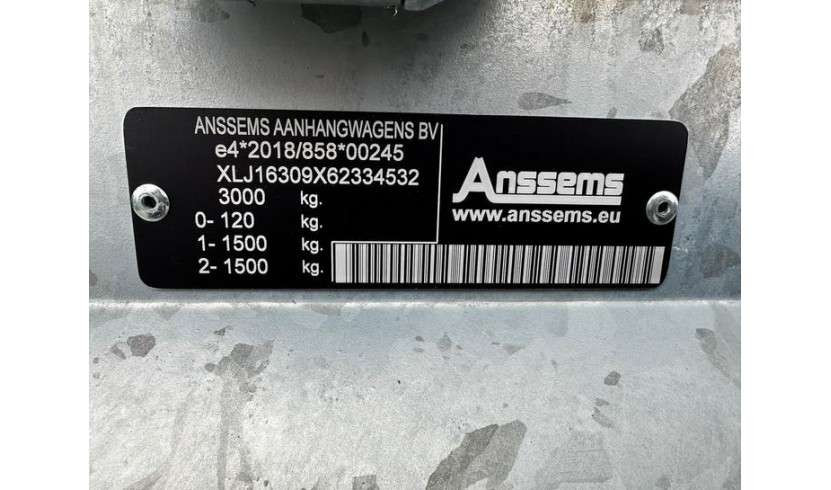 ANSSEMS AANHANGWAGENS BV
e4*2018/858*00245
XLJ16309X62334532
3000 kg.
0- 120 kg.
1- 1500 kg.
2- 1500 kg.
Anssems
www.anssems.eu